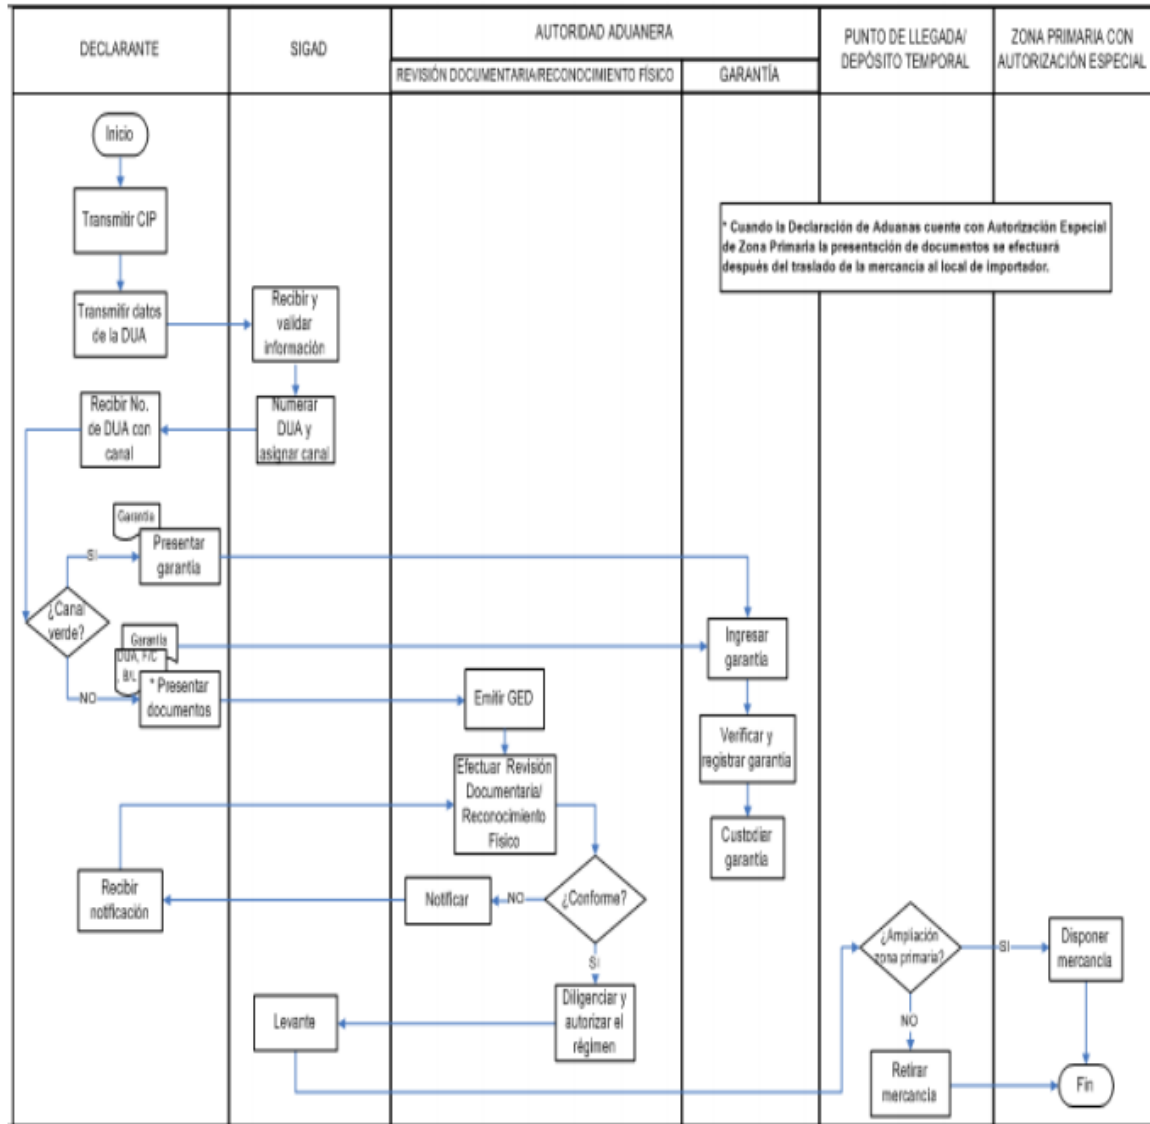 DECLARANTE
SIGAD
AUTORIDAD ADUANERA
REVISIÓN DOCUMENTARIA/RECONOCIMIENTO FÍSICO
GARANTÍA
PUNTO DE LLEGADA/
DEPÓSITO TEMPORAL
ZONA PRIMARIA CON
AUTORIZACIÓN ESPECIAL
Inicio
Transmitir CIP
* Cuando la Declaración de Aduanas cuente con Autorización Especial
de Zona Primaria la presentación de documentos se efectuará
después del traslado de la mercancía al local de importador.
Transmitir datos
de la DUA
Recibir y
validar
información
Recibir No.
de DUA con
canal
Numerar
DUA y
asignar canal
Garantía
SI
Presentar
garantía
¿Canal
verde?
Garantía
DUA, F/C
, B/L
NO
* Presentar
documentos
Ingresar
garantía
Emitir GED
Verificar y
registrar garantía
Efectuar Revisión
Documentaria/
Reconocimiento
Físico
Custodiar
garantía
Recibir
notificación
Notificar
NO
¿Conforme?
SI
¿Ampliación
zona primaria?
SI
Disponer
mercancía
Levante
Diligenciar y
autorizar el
régimen
NO
Retirar
mercancía
Fin